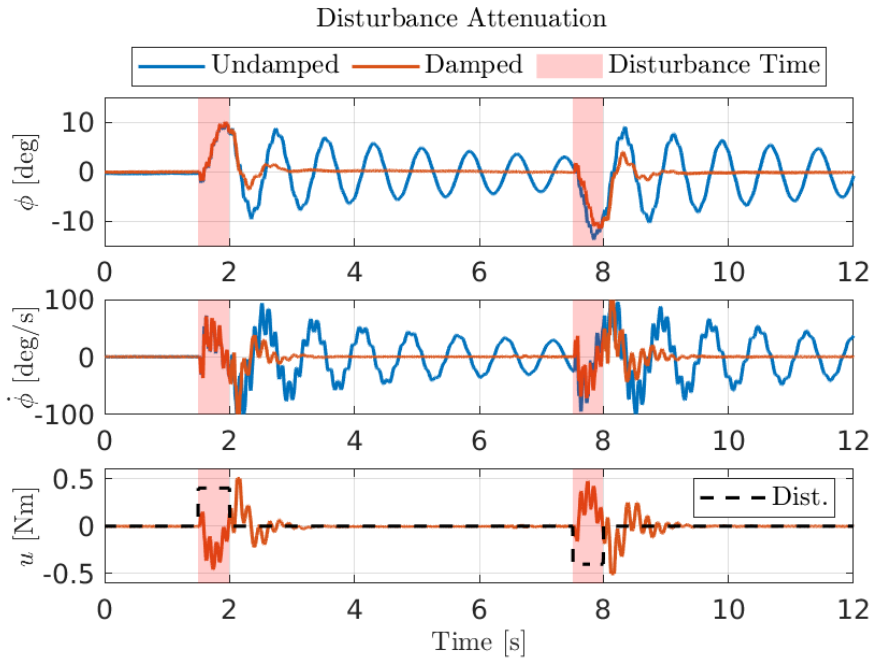 Disturbance Attenuation
Undamped Damped Disturbance Time
10
0
-10
ϕ [deg]
0 2 4 6 8 10 12
100
0
-100
ϕ̇ [deg/s]
0 2 4 6 8 10 12
0.5
0
-0.5
u [Nm]
Dist.
0 2 4 6 8 10 12
Time [s]